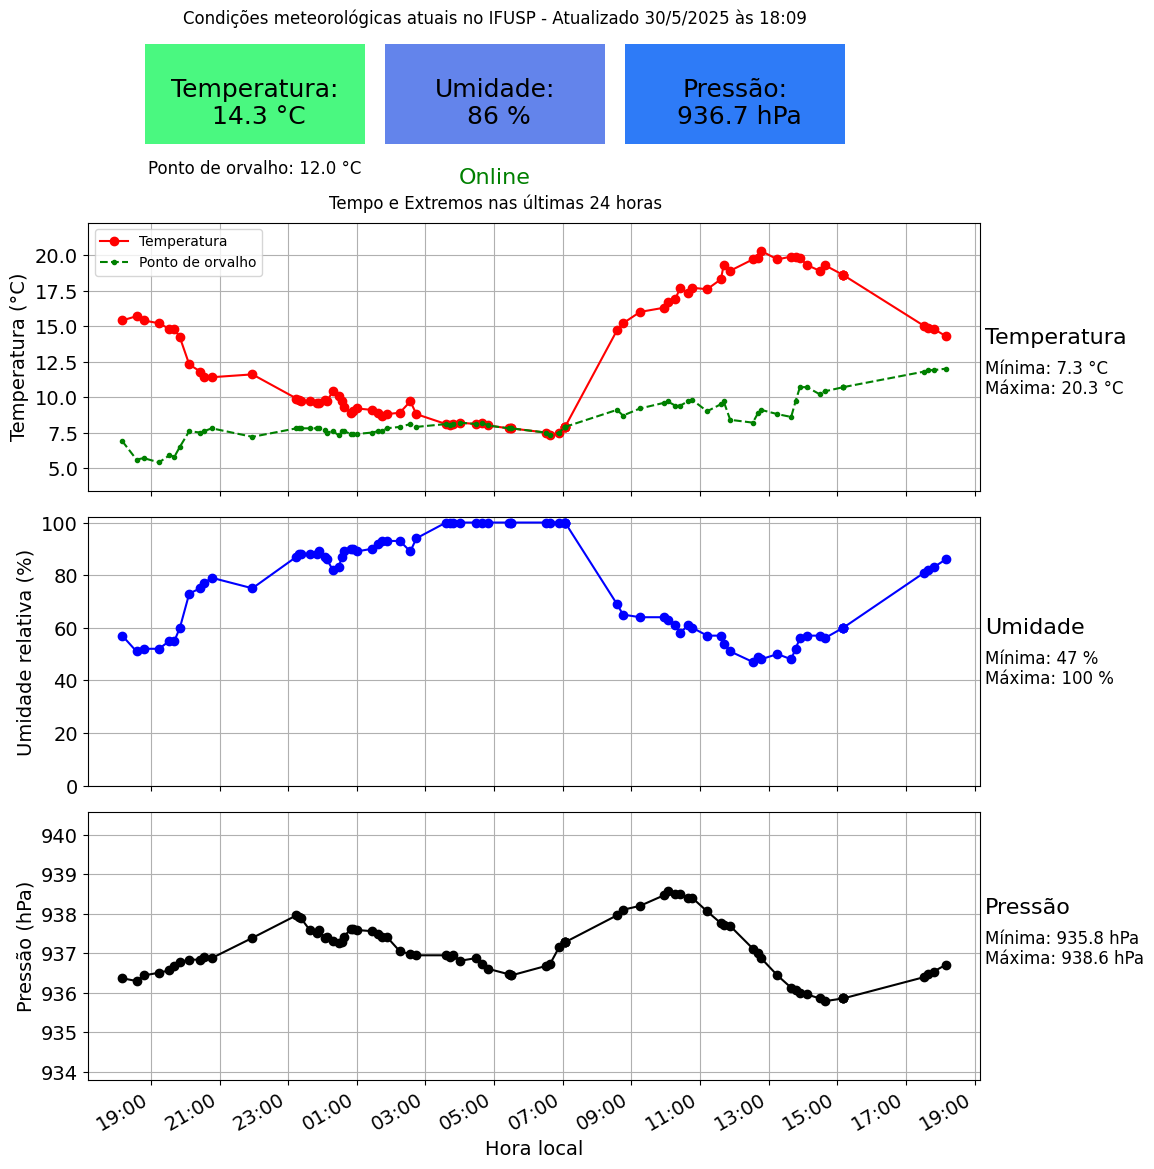 Condições meteorológicas atuais no IFUSP - Atualizado 30/5/2025 às 18:09
Temperatura:
14.3 °C
Umidade:
86 %
Pressão:
936.7 hPa
Ponto de orvalho: 12.0 °C
Online
Tempo e Extremos nas últimas 24 horas
Temperatura
Ponto de orvalho
Temperatura (°C)
20.0
17.5
15.0
12.5
10.0
7.5
5.0
Temperatura
Mínima: 7.3 °C
Máxima: 20.3 °C
Umidade relativa (%)
100
80
60
40
20
0
Umidade
Mínima: 47 %
Máxima: 100 %
Pressão (hPa)
940
939
938
937
936
935
934
Pressão
Mínima: 935.8 hPa
Máxima: 938.6 hPa
19:00 21:00 23:00 01:00 03:00 05:00 07:00 09:00 11:00 13:00 15:00 17:00 19:00
Hora local